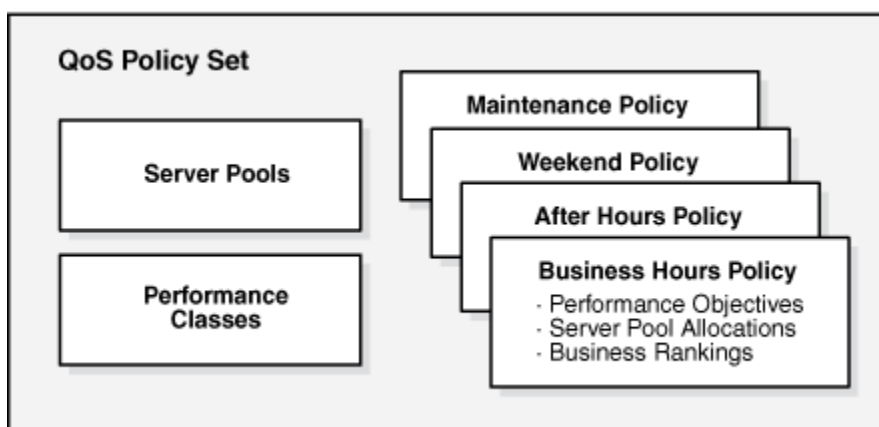 QoS Policy Set
Server Pools
Performance
Classes
Maintenance Policy
Weekend Policy
After Hours Policy
Business Hours Policy
· Performance Objectives
· Server Pool Allocations
· Business Rankings